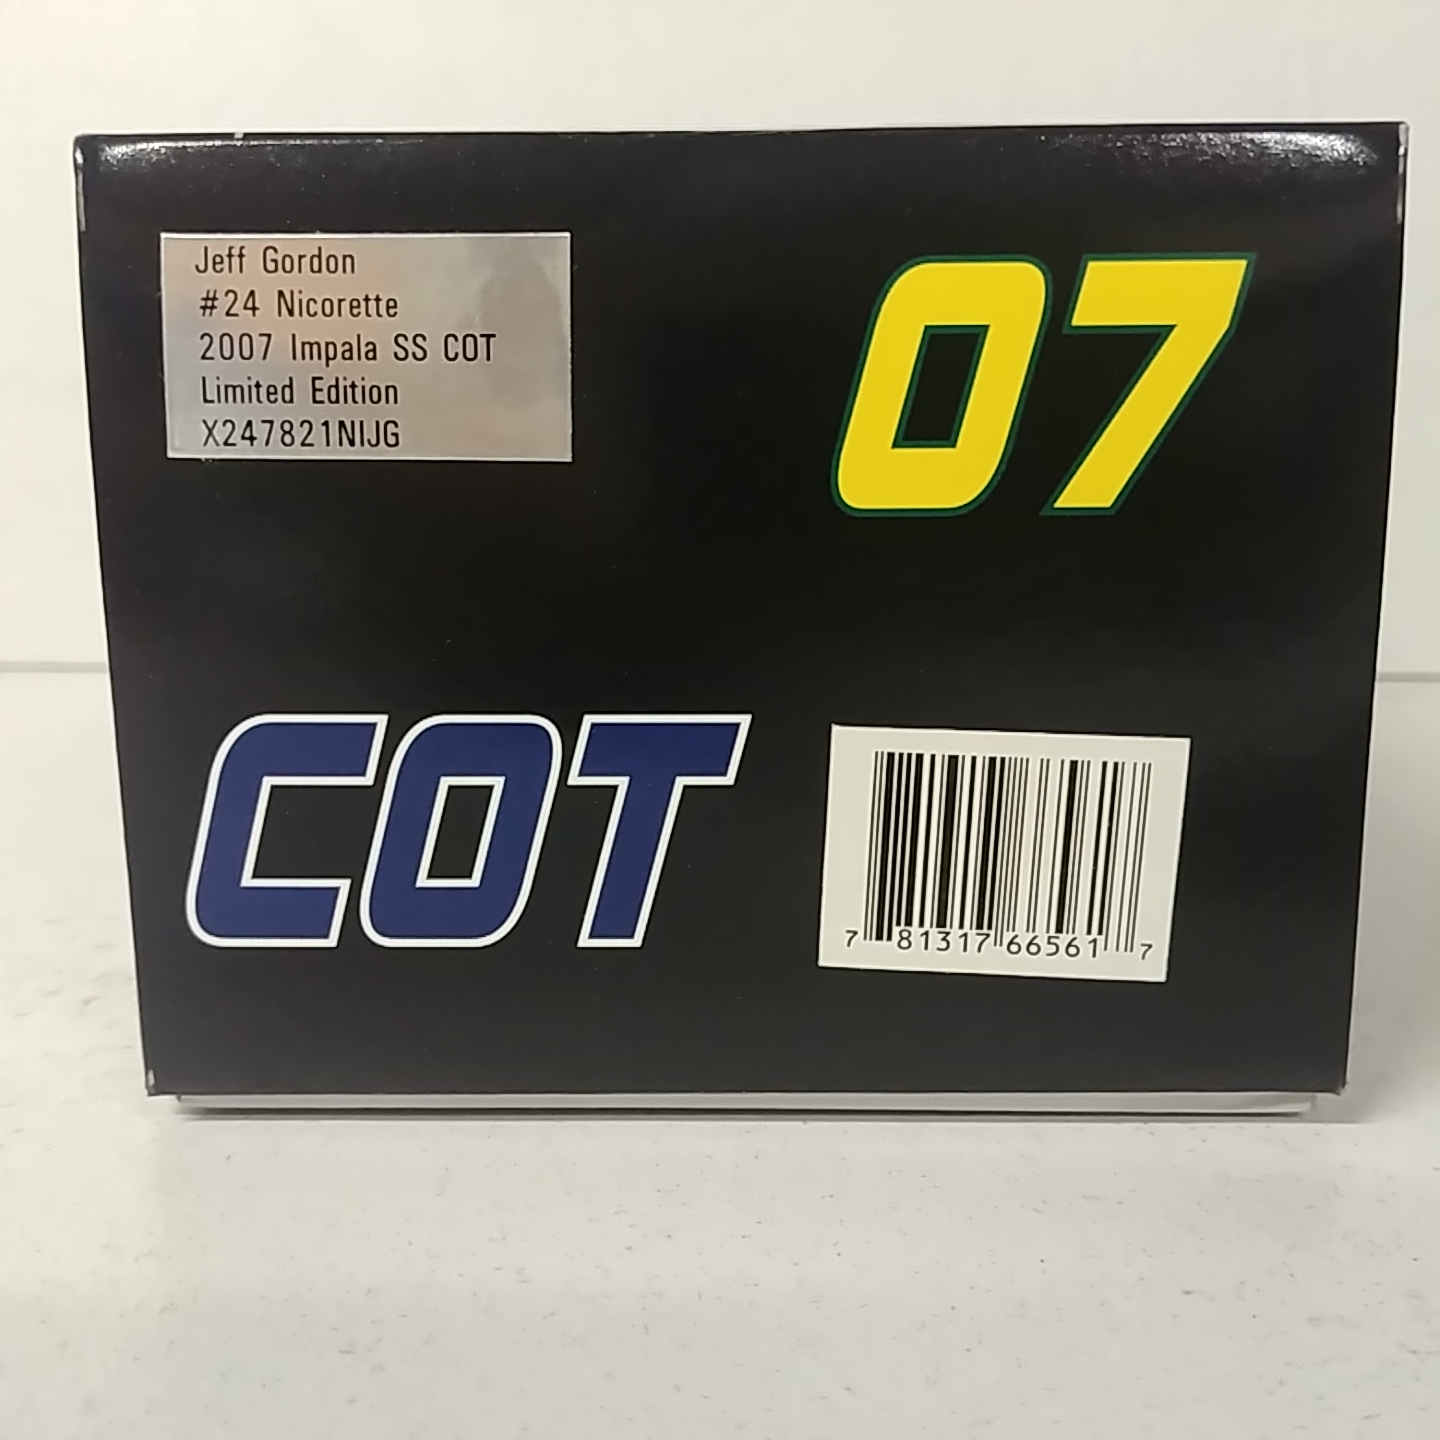 Jeff Gordon
#24 Nicorette
2007 Impala SS COT
Limited Edition
X247821NIJG
07
COT
7 81317 66561 7